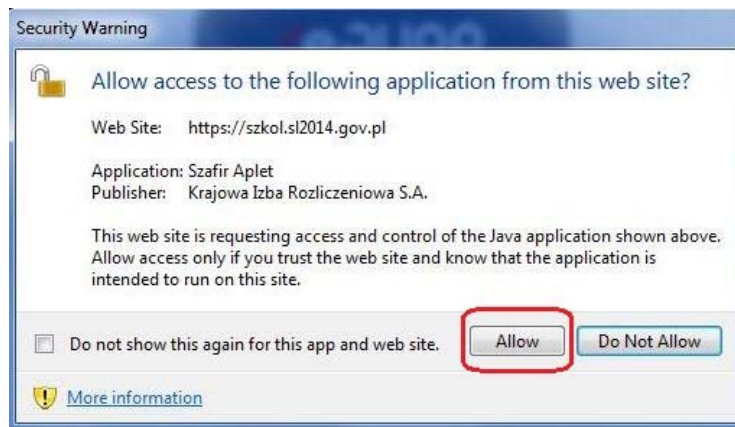 Security Warning
Allow access to the following application from this web site?
Web Site: https://szkol.sl2014.gov.pl
Application: Szafir Aplet
Publisher: Krajowa Izba Rozliczeniowa S.A.
This web site is requesting access and control of the Java application shown above.
Allow access only if you trust the web site and know that the application is
intended to run on this site.
Do not show this again for this app and web site.
Allow
Do Not Allow
More information